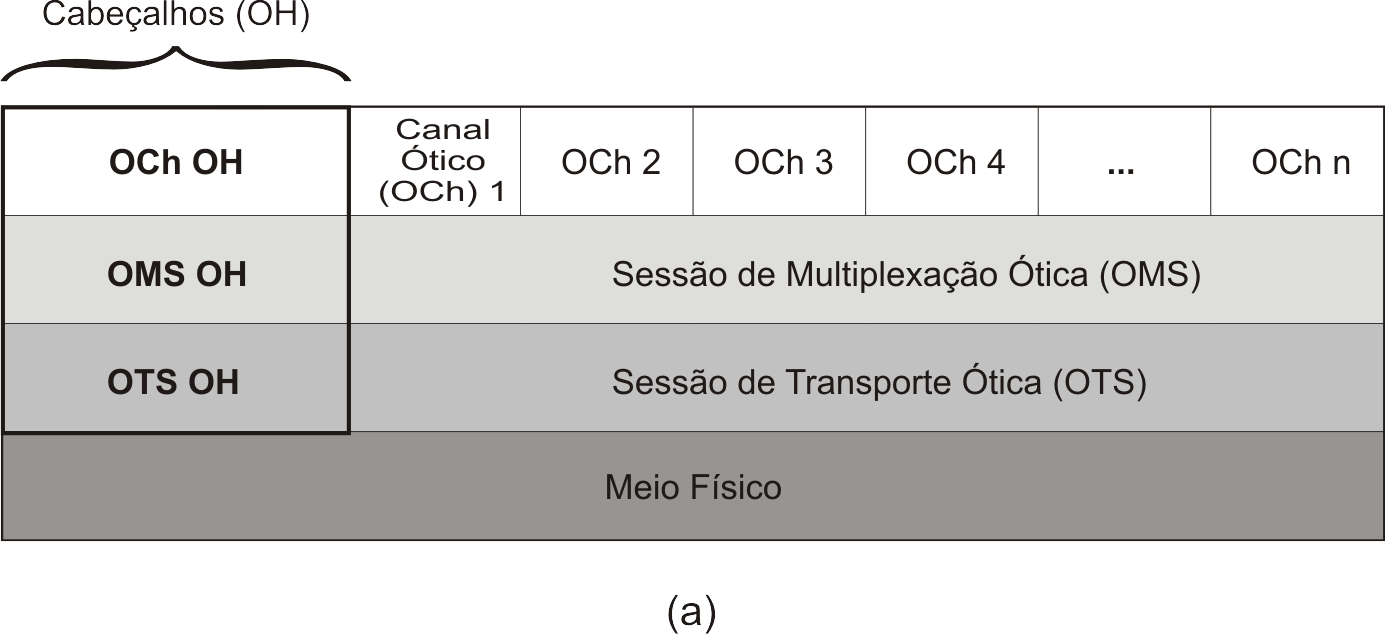 Cabeçalhos (OH)
OCh OH
Canal
Ótico
(OCh) 1
OCh 2
OCh 3
OCh 4
...
OCh n
OMS OH
Sessão de Multiplexação Ótica (OMS)
OTS OH
Sessão de Transporte Ótica (OTS)
Meio Físico
(a)